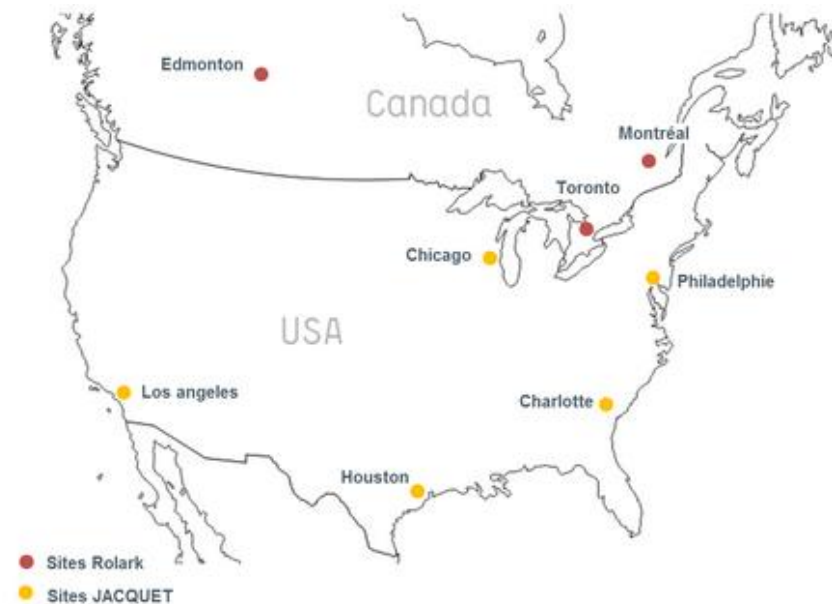 Edmonton
Canada
Montréal
Toronto
Chicago
Philadelphie
USA
Los angeles
Charlotte
Houston
Sites Rolark
Sites JACQUET